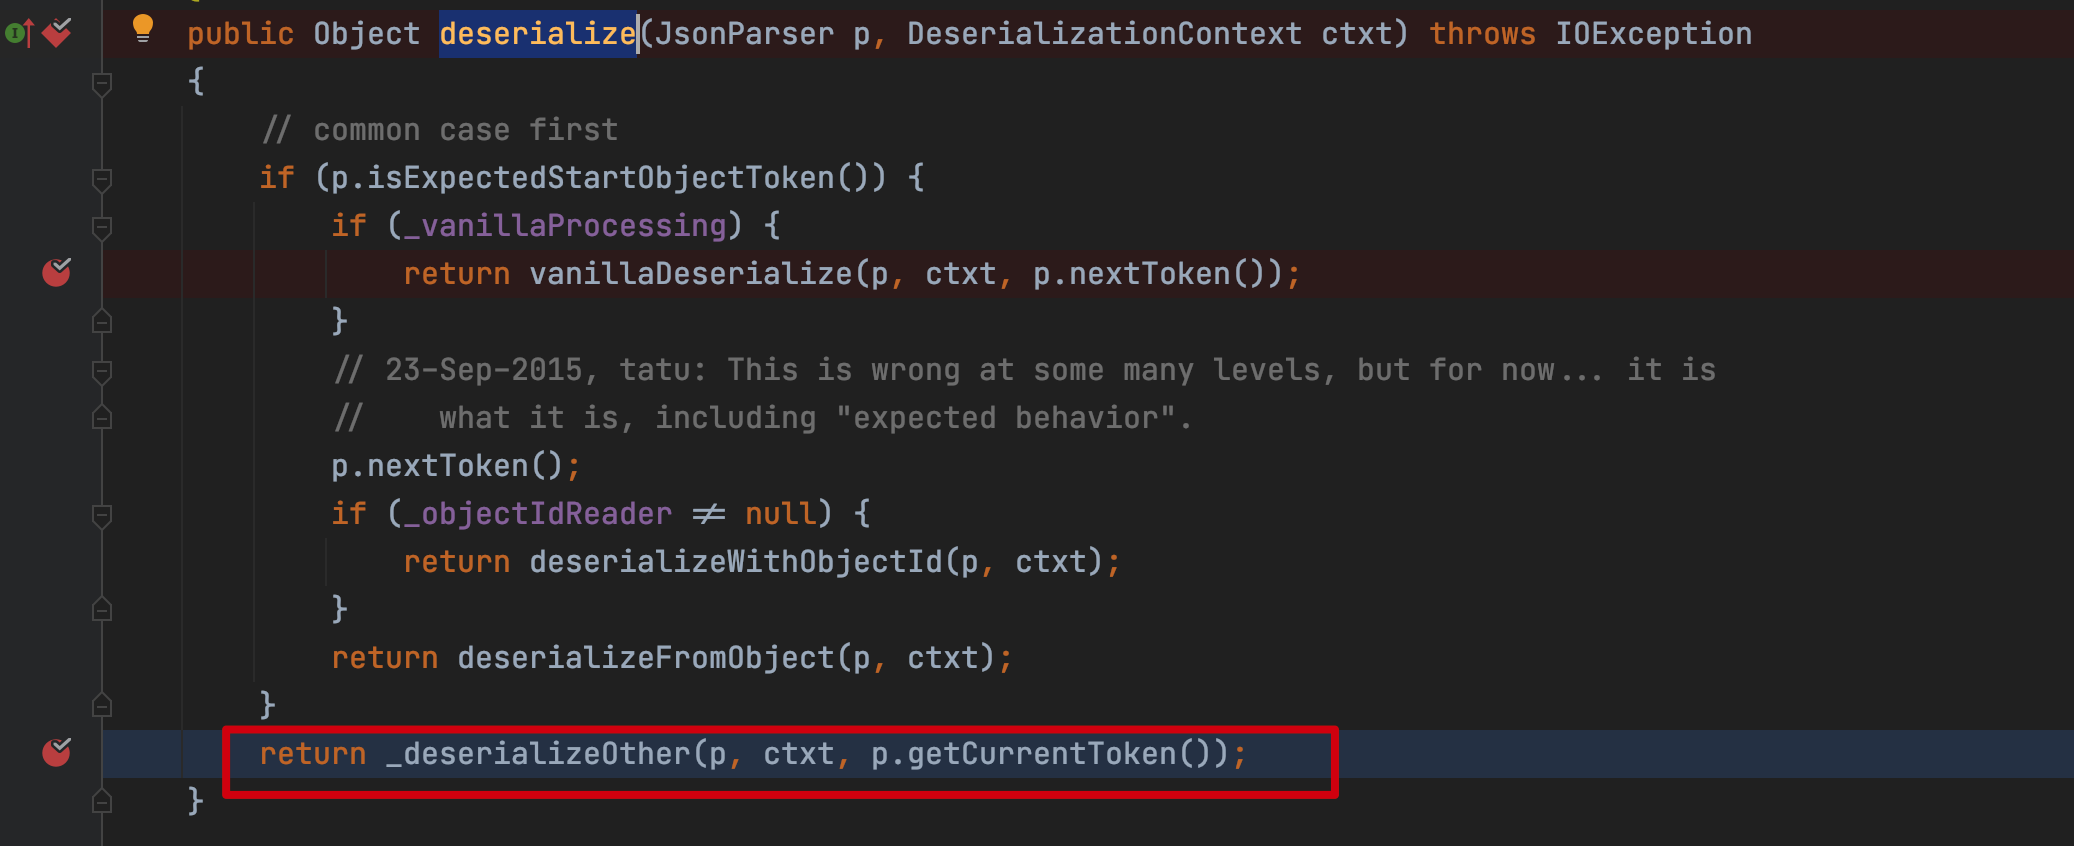 public Object deserialize(JsonParser p, DeserializationContext ctxt) throws IOException
{
// common case first
if (p.isExpectedStartObjectToken()) {
if (_vanillaProcessing) {
return vanillaDeserialize(p, ctxt, p.nextToken());
}
// 23-Sep-2015, tatu: This is wrong at some many levels, but for now... it is
//    what it is, including "expected behavior".
p.nextToken();
if (_objectIdReader ≠ null) {
return deserializeWithObjectId(p, ctxt);
}
return deserializeFromObject(p, ctxt);
}
return _deserializeOther(p, ctxt, p.getCurrentToken());
}